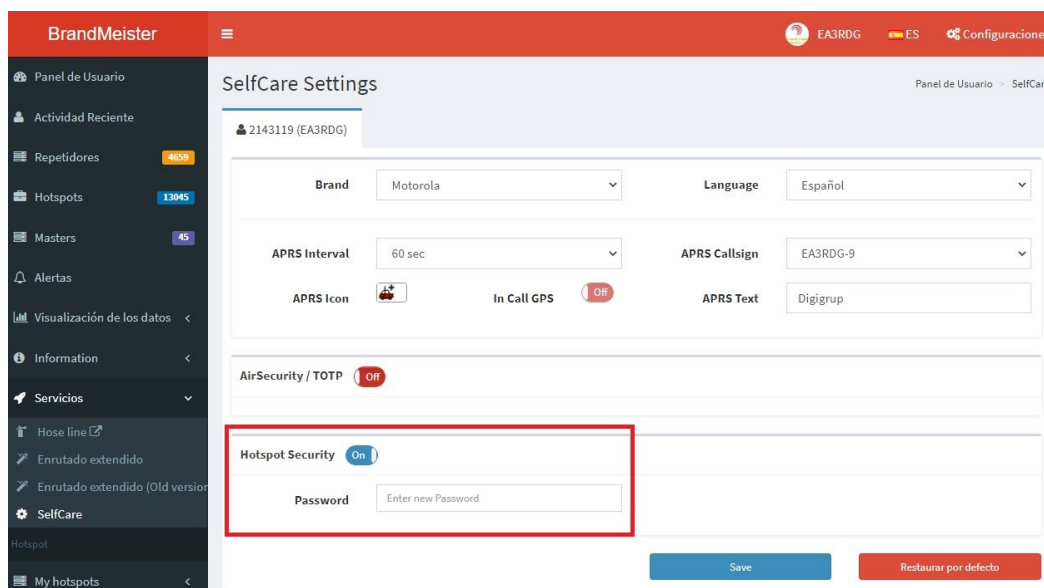 BrandMeister
EA3RDG
ES
Configuracione
Panel de Usuario
Actividad Reciente
Repetidores 4659
Hotspots 13045
Masters 45
Alertas
Visualización de los datos
Information
Servicios
Hose line
Enrutado extendido
Enrutado extendido (Old version
SelfCare
Hotspot
My hotspots
SelfCare Settings
Panel de Usuario > SelfCar
2143119 (EA3RDG)
Brand Motorola
Language Español
APRS Interval 60 sec
APRS Callsign EA3RDG-9
APRS Icon
In Call GPS Off
APRS Text Digigrup
AirSecurity / TOTP Off
Hotspot Security On
Password Enter new Password
Save
Restaurar por defecto